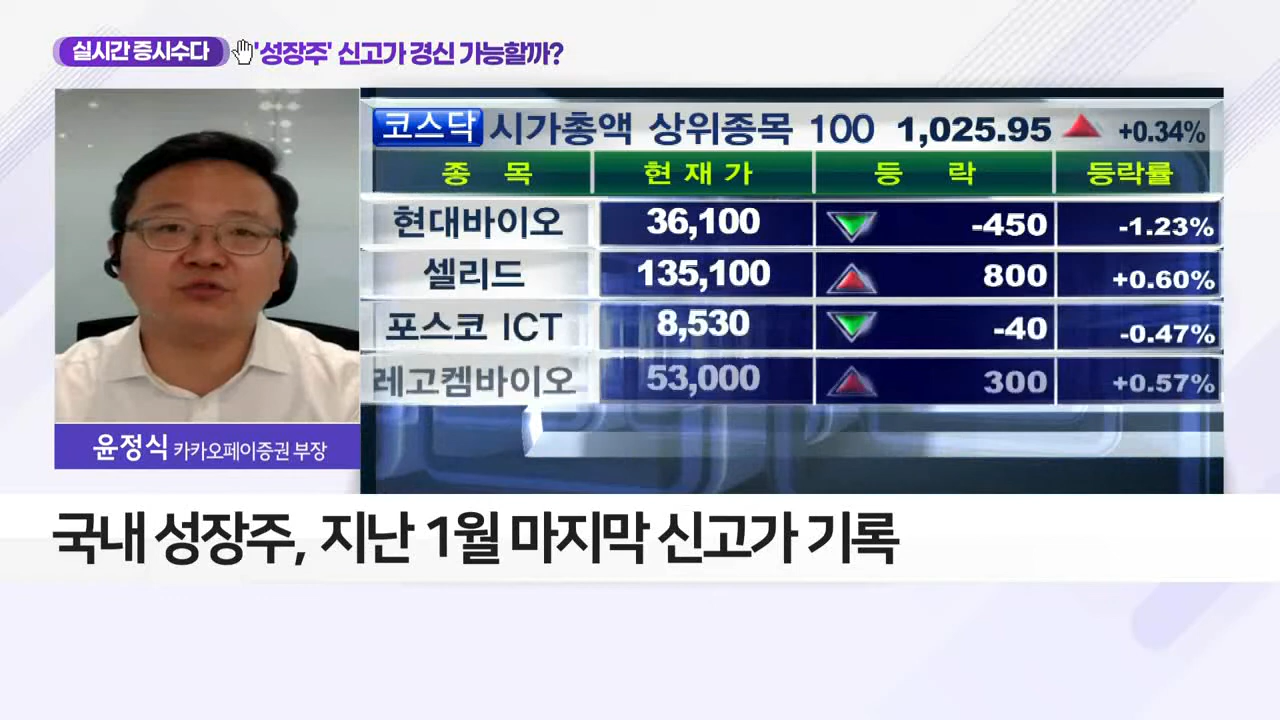 실시간 증시수다 '성장주' 신고가 경신 가능할까?
코스닥 시가총액 상위종목 100 1,025.95 +0.34%
종 목 현 재 가 등 락 등락률
현대바이오 36,100 -450 -1.23%
셀리드 135,100 800 +0.60%
포스코 ICT 8,530 -40 -0.47%
레고켐바이오 53,000 300 +0.57%
윤정식 카카오페이증권 부장
국내 성장주, 지난 1월 마지막 신고가 기록